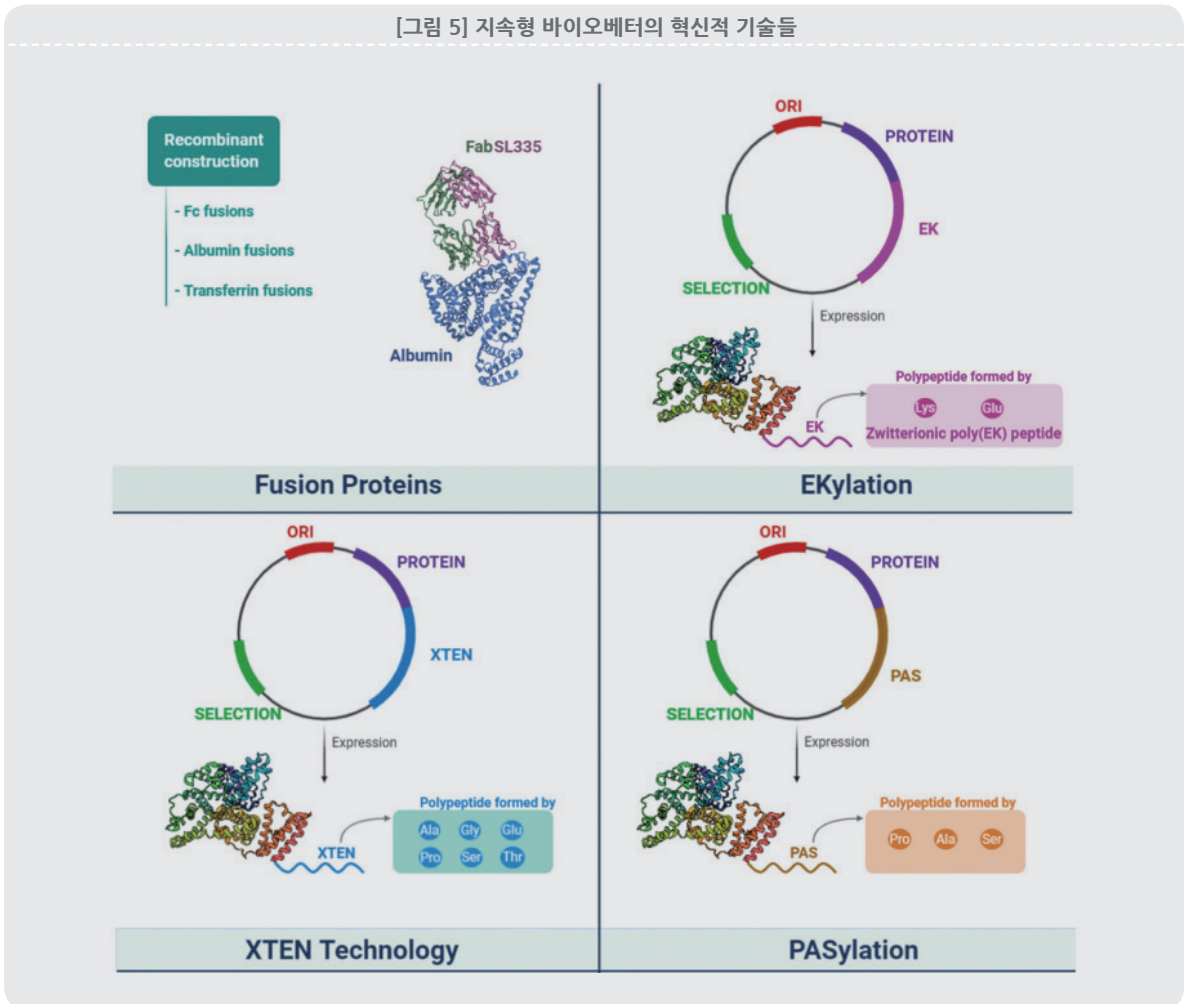 [그림 5] 지속형 바이오베터의 혁신적 기술들
Recombinant
construction
- Fc fusions
- Albumin fusions
- Transferrin fusions
FabSL335
Albumin
Fusion Proteins
ORI
PROTEIN
EK
SELECTION
Expression
EK
Polypeptide formed by
Lys Glu
Zwitterionic poly(EK) peptide
EKylation
ORI
PROTEIN
XTEN
SELECTION
Expression
XTEN
Polypeptide formed by
Ala Gly Glu
Pro Ser Thr
XTEN Technology
ORI
PROTEIN
PAS
SELECTION
Expression
PAS
Polypeptide formed by
Pro Ala Ser
PASylation